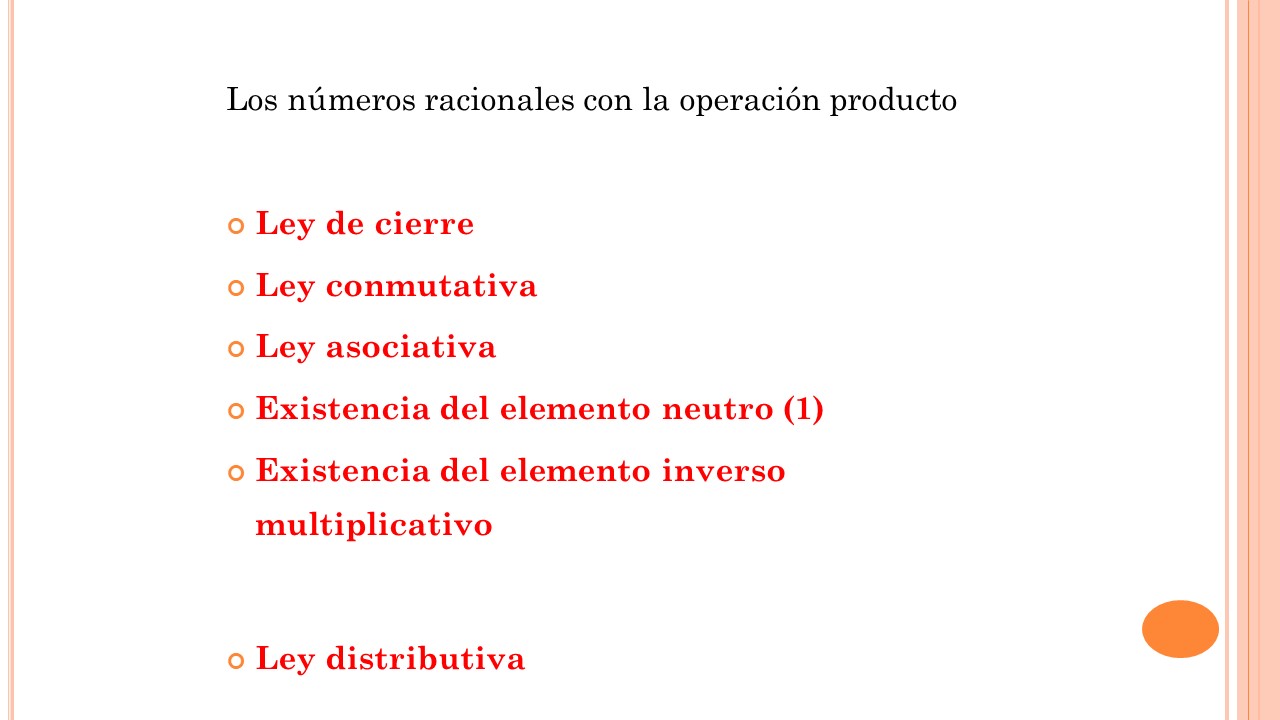 Los números racionales con la operación producto
Ley de cierre
Ley conmutativa
Ley asociativa
Existencia del elemento neutro (1)
Existencia del elemento inverso
multiplicativo
Ley distributiva